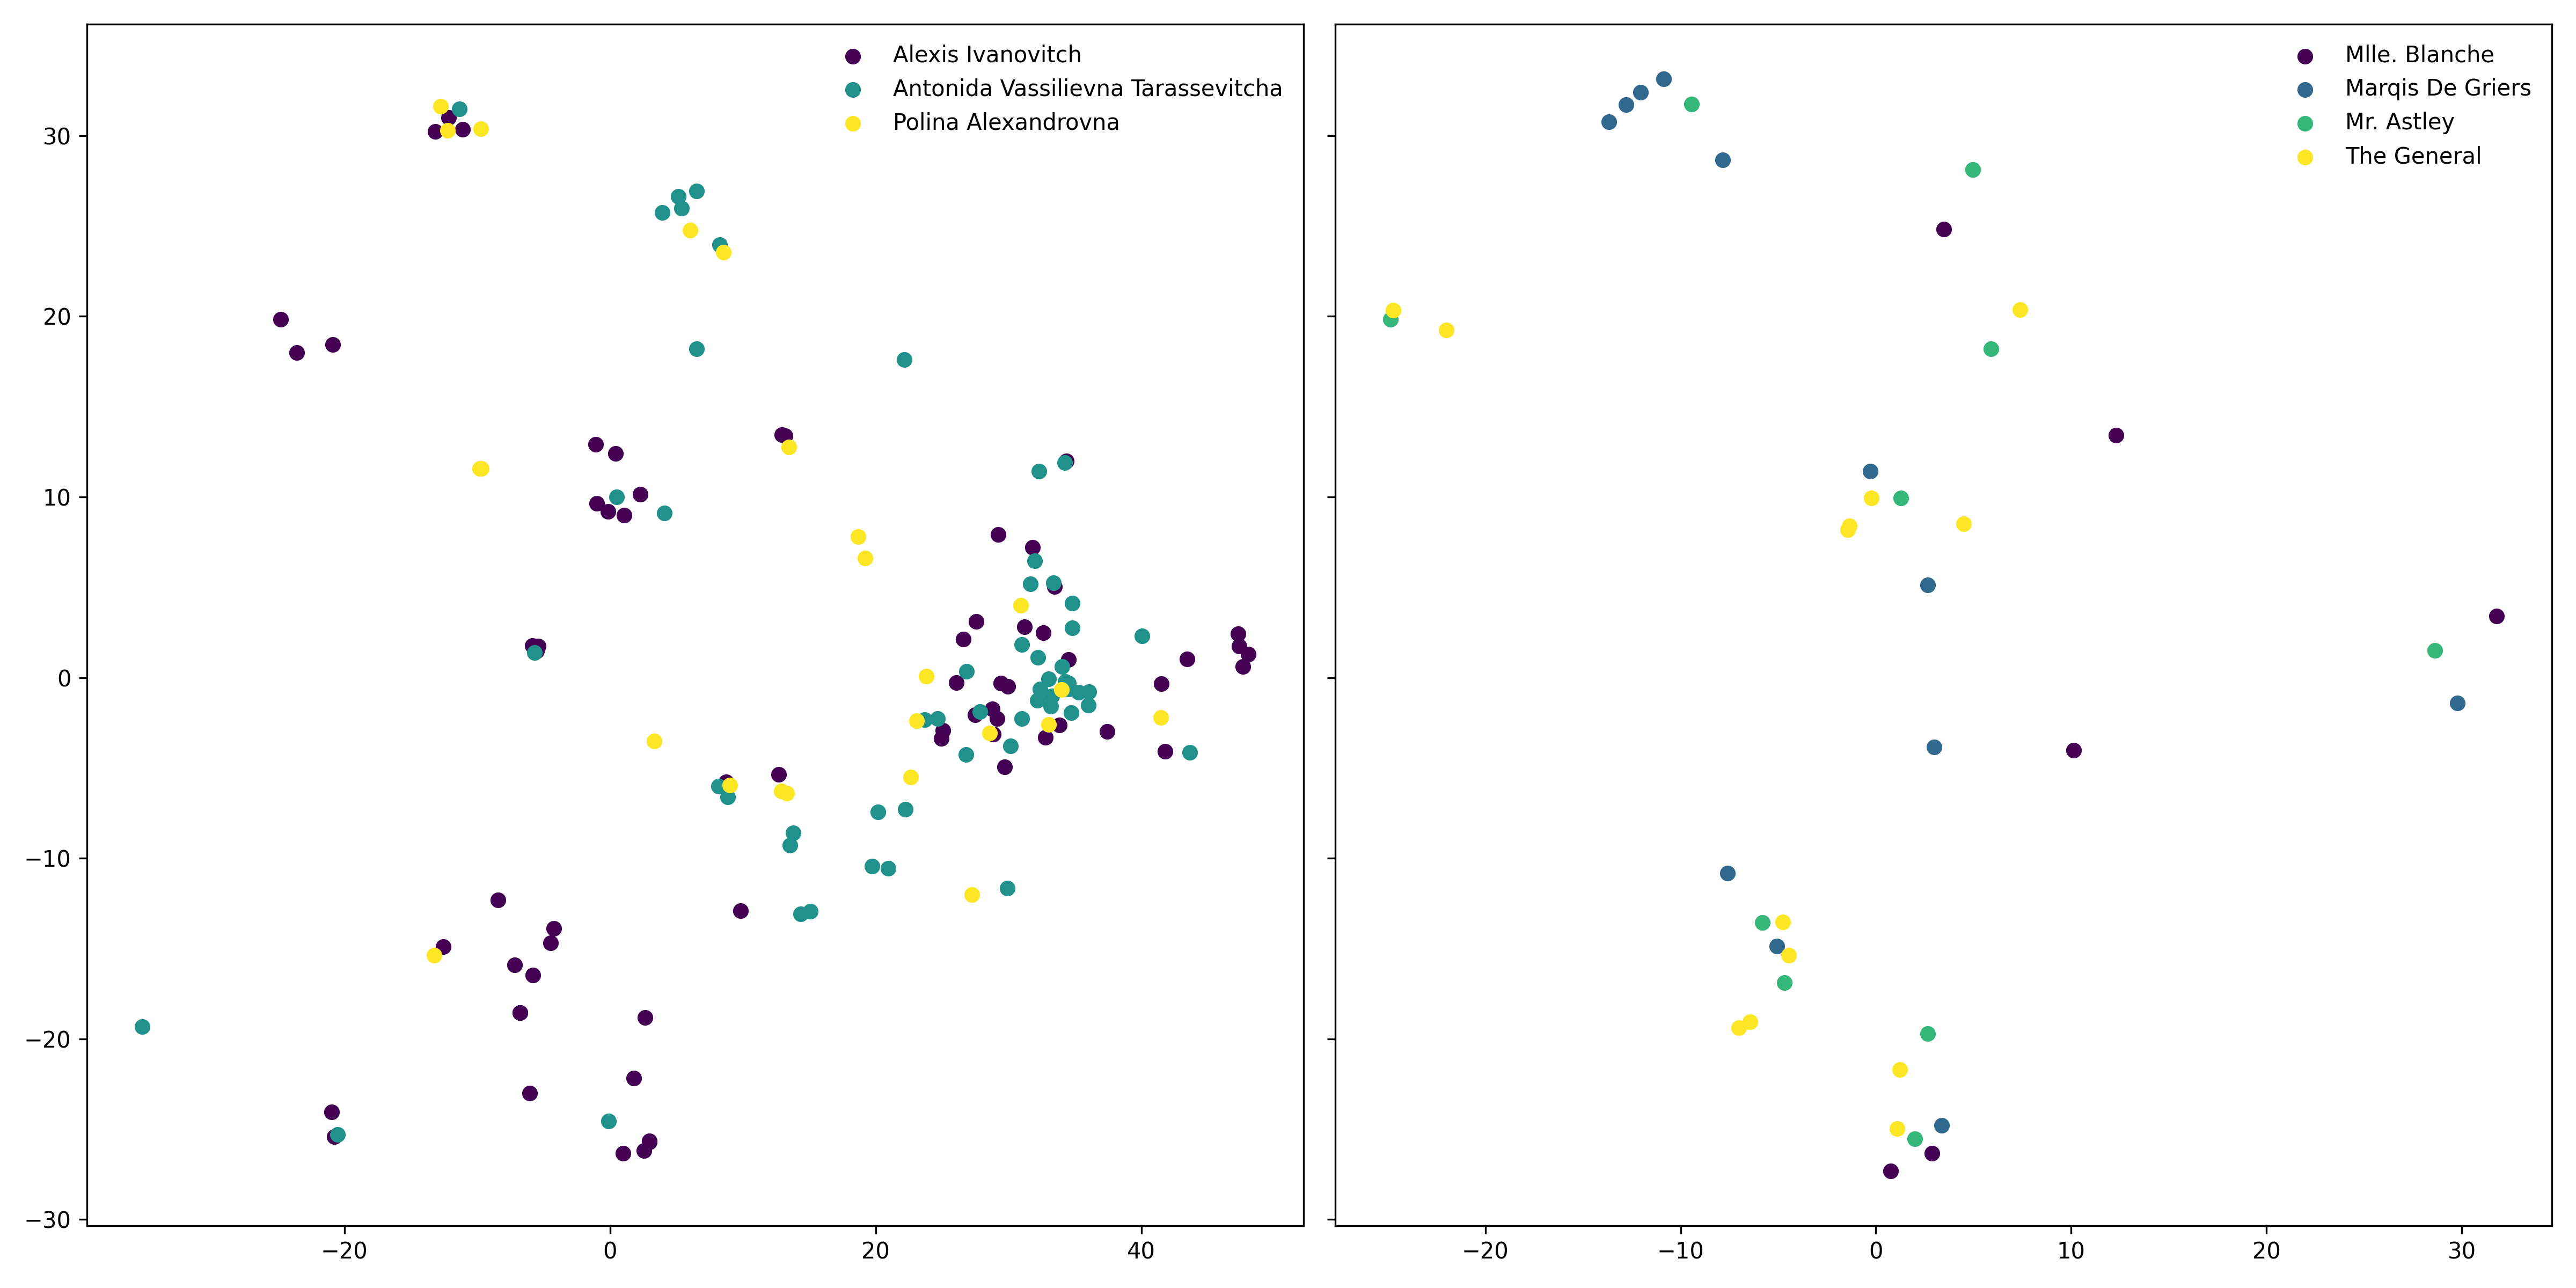 Alexis Ivanovitch
Antonida Vassilievna Tarassevitcha
Polina Alexandrovna
30
20
10
0
−10
−20
−30
−20
0
20
40
Mlle. Blanche
Marqis De Griers
Mr. Astley
The General
−20
−10
0
10
20
30